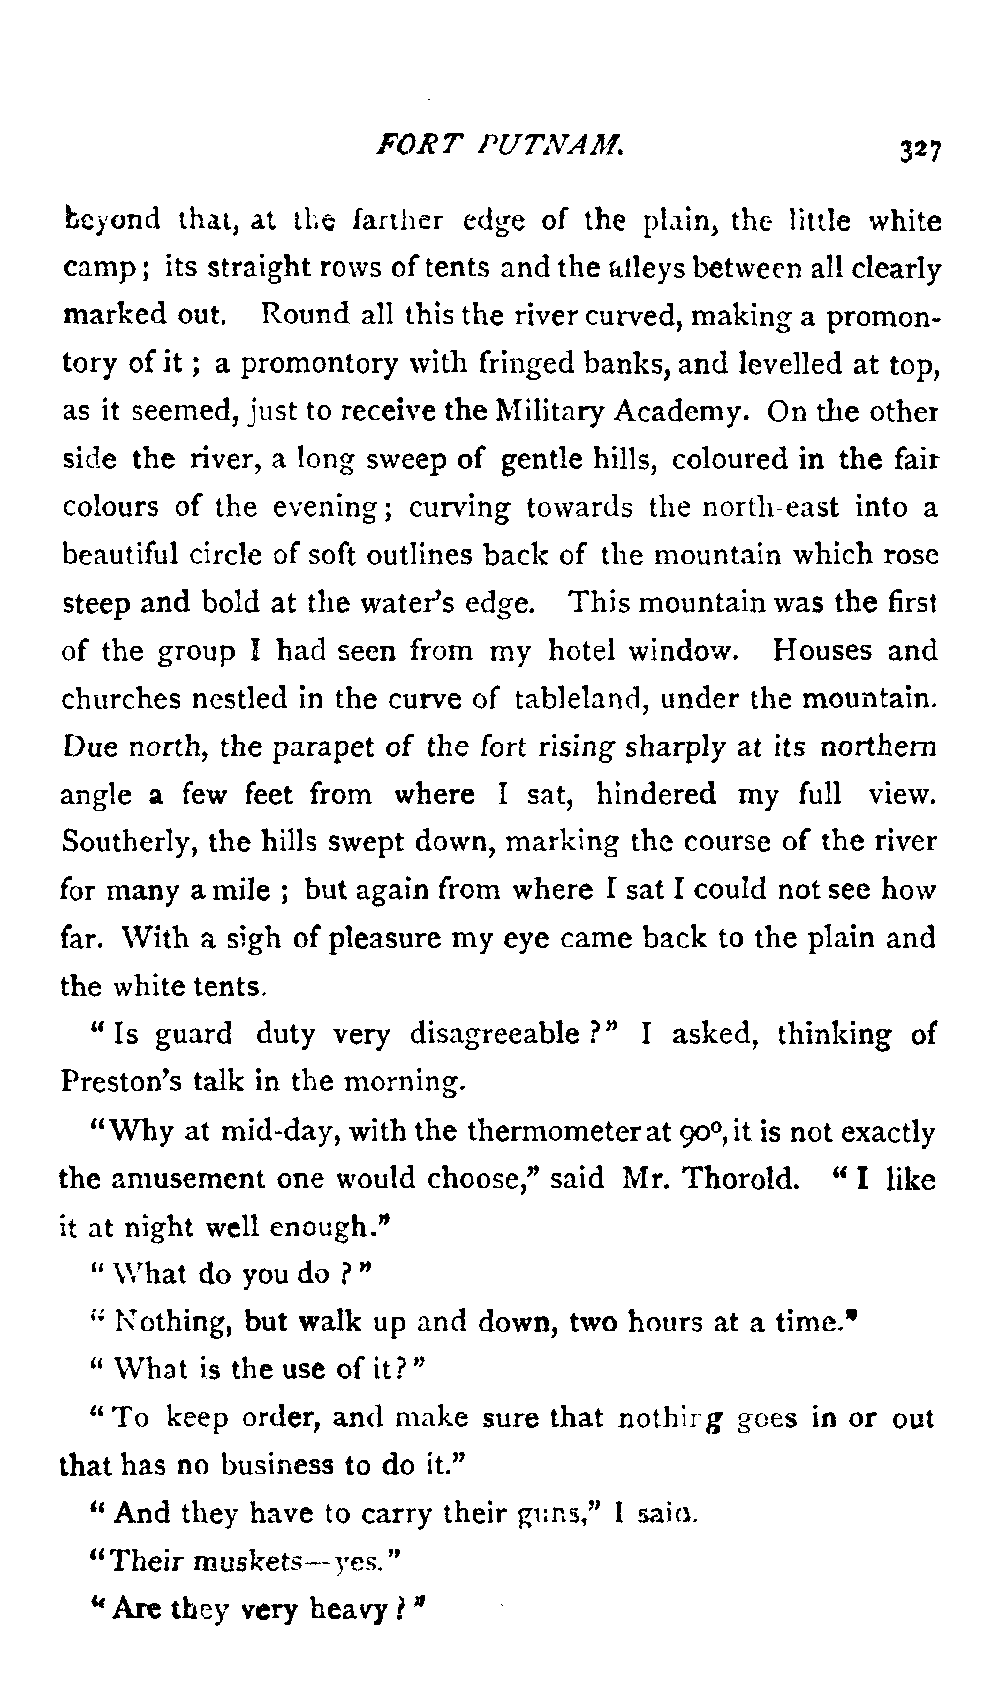 FORT PUTNAM. 327
beyond that, at the farther edge of the plain, the little white
camp; its straight rows of tents and the alleys between all clearly
marked out. Round all this the river curved, making a promon-
tory of it; a promontory with fringed banks, and levelled at top,
as it seemed, just to receive the Military Academy. On the other
side the river, a long sweep of gentle hills, coloured in the fair
colours of the evening; curving towards the north-east into a
beautiful circle of soft outlines back of the mountain which rose
steep and bold at the water's edge. This mountain was the first
of the group I had seen from my hotel window. Houses and
churches nestled in the curve of tableland, under the mountain.
Due north, the parapet of the fort rising sharply at its northern
angle a few feet from where I sat, hindered my full view.
Southerly, the hills swept down, marking the course of the river
for many a mile; but again from where I sat I could not see how
far. With a sigh of pleasure my eye came back to the plain and
the white tents.
"Is guard duty very disagreeable?" I asked, thinking of
Preston's talk in the morning.
"Why at mid-day, with the thermometer at 90°, it is not exactly
the amusement one would choose," said Mr. Thorold. "I like
it at night well enough."
"What do you do?"
"Nothing, but walk up and down, two hours at a time."
"What is the use of it?"
"To keep order, and make sure that nothing goes in or out
that has no business to do it."
"And they have to carry their guns," I said.
"Their muskets—yes."
"Are they very heavy?"